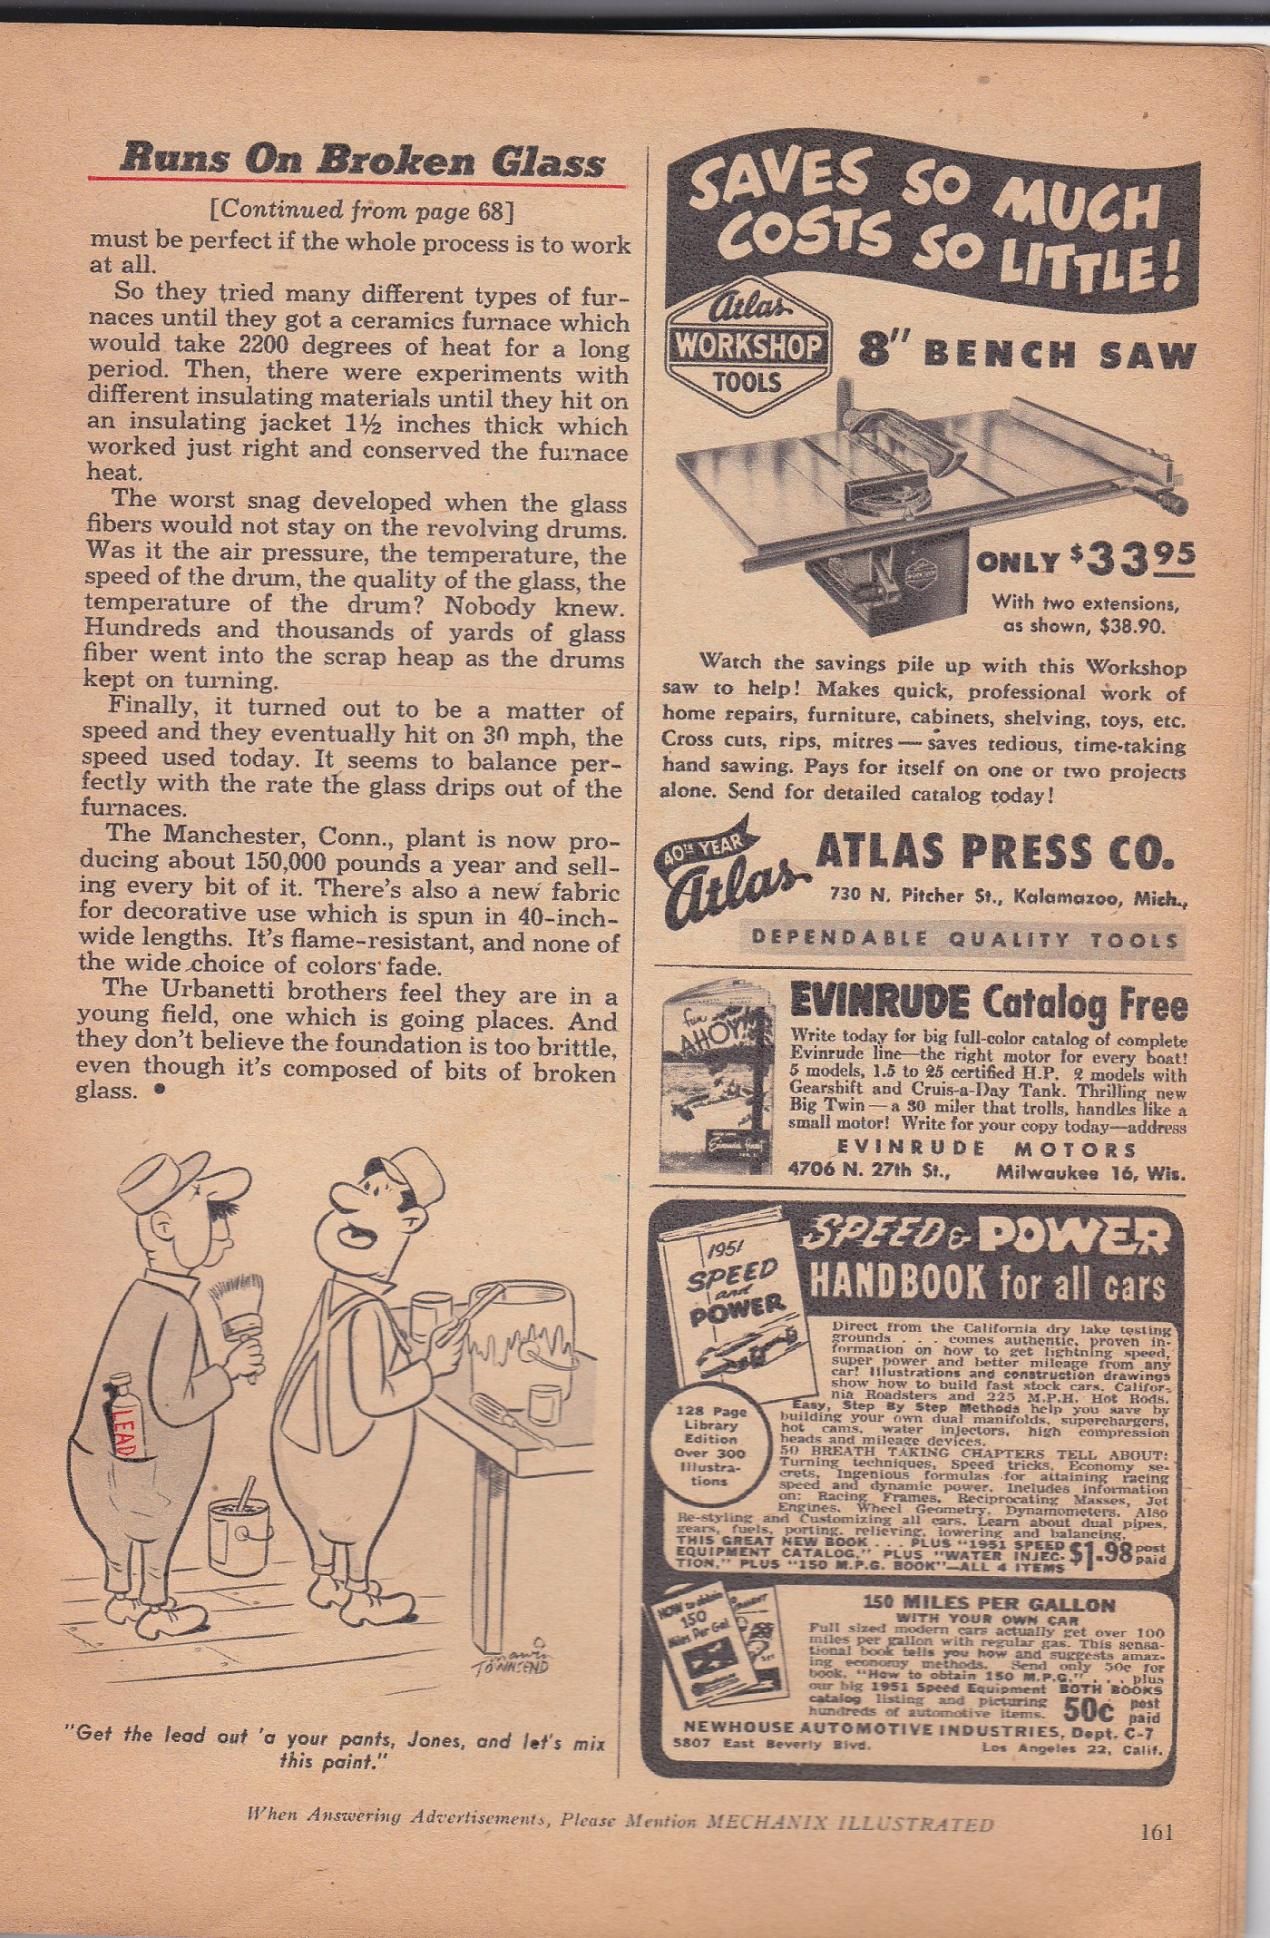 Runs On Broken Glass
[Continued from page 68]
must be perfect if the whole process is to work
at all.
So they tried many different types of fur-
naces until they got a ceramics furnace which
would take 2200 degrees of heat for a long
period. Then, there were experiments with
different insulating materials until they hit on
an insulating jacket 1½ inches thick which
worked just right and conserved the furnace
heat.
The worst snag developed when the glass
fibers would not stay on the revolving drums.
Was it the air pressure, the temperature, the
speed of the drum, the quality of the glass, the
temperature of the drum? Nobody knew.
Hundreds and thousands of yards of glass
fiber went into the scrap heap as the drums
kept on turning.
Finally, it turned out to be a matter of
speed and they eventually hit on 30 mph, the
speed used today. It seems to balance per-
fectly with the rate the glass drips out of the
furnaces.
The Manchester, Conn., plant is now pro-
ducing about 150,000 pounds a year and sell-
ing every bit of it. There's also a new fabric
for decorative use which is spun in 40-inch-
wide lengths. It's flame-resistant, and none of
the wide choice of colors fade.
The Urbanetti brothers feel they are in a
young field, one which is going places. And
they don't believe the foundation is too brittle,
even though it's composed of bits of broken
glass. •
LEAD
TOWNSEND
"Get the lead out 'a your pants, Jones, and let's mix
this paint."
SAVES SO MUCH
COSTS SO LITTLE!
Atlas
WORKSHOP
TOOLS
8" BENCH SAW
ONLY $33 95
With two extensions,
as shown, $38.90.
Watch the savings pile up with this Workshop
saw to help! Makes quick, professional work of
home repairs, furniture, cabinets, shelving, toys, etc.
Cross cuts, rips, mitres — saves tedious, time-taking
hand sawing. Pays for itself on one or two projects
alone. Send for detailed catalog today!
40TH YEAR
Atlas
ATLAS PRESS CO.
730 N. Pitcher St., Kalamazoo, Mich.,
DEPENDABLE QUALITY TOOLS
fun
AHOY!
EVINRUDE Catalog Free
Write today for big full-color catalog of complete
Evinrude line—the right motor for every boat!
5 models, 1.5 to 25 certified H.P. 2 models with
Gearshift and Cruis-a-Day Tank. Thrilling new
Big Twin—a 30 miler that trolls, handles like a
small motor! Write for your copy today—address
EVINRUDE MOTORS
4706 N. 27th St., Milwaukee 16, Wis.
1951
SPEED
and
POWER
SPEED & POWER
HANDBOOK for all cars
Direct from the California dry lake testing
grounds . . . comes authentic, proven in-
formation on how to get lightning speed,
super power and better mileage from any
car! Illustrations and construction drawings
show how to build fast stock cars, Califor-
nia Roadsters and 225 M.P.H. Hot Rods.
Easy, Step By Step Methods help you save by
building your own dual manifolds, superchargers,
hot cams, water injectors, high compression
heads and mileage devices.
50 BREATH TAKING CHAPTERS TELL ABOUT:
Turning techniques, Speed tricks, Economy se-
crets, Ingenious formulas for attaining racing
speed and dynamic power. Includes information
on: Racing Frames, Reciprocating Masses, Jet
Engines, Wheel Geometry, Dynamometers. Also
Re-styling and Customizing all cars. Learn about dual pipes,
gears, fuels, porting, relieving, lowering and balancing.
THIS GREAT NEW BOOK . . . PLUS "1951 SPEED
EQUIPMENT CATALOG," PLUS "WATER INJEC-
TION," PLUS "150 M.P.G. BOOK"—ALL 4 ITEMS
$1.98 post
paid
128 Page
Library
Edition
Over 300
Illustra-
tions
HOW to obtain
150
Miles Per Gal
150 MILES PER GALLON
WITH YOUR OWN CAR
Full sized modern cars actually get over 100
miles per gallon with regular gas. This sensa-
tional book tells you how and suggests amaz-
ing economy methods. Send only 50c for
book, "How to obtain 150 M.P.G." . . . plus
our big 1951 Speed Equipment BOTH BOOKS
catalog listing and picturing
hundreds of automotive items.
50c post
paid
NEWHOUSE AUTOMOTIVE INDUSTRIES, Dept. C-7
5807 East Beverly Blvd. Los Angeles 22, Calif.
When Answering Advertisements, Please Mention MECHANIX ILLUSTRATED
161